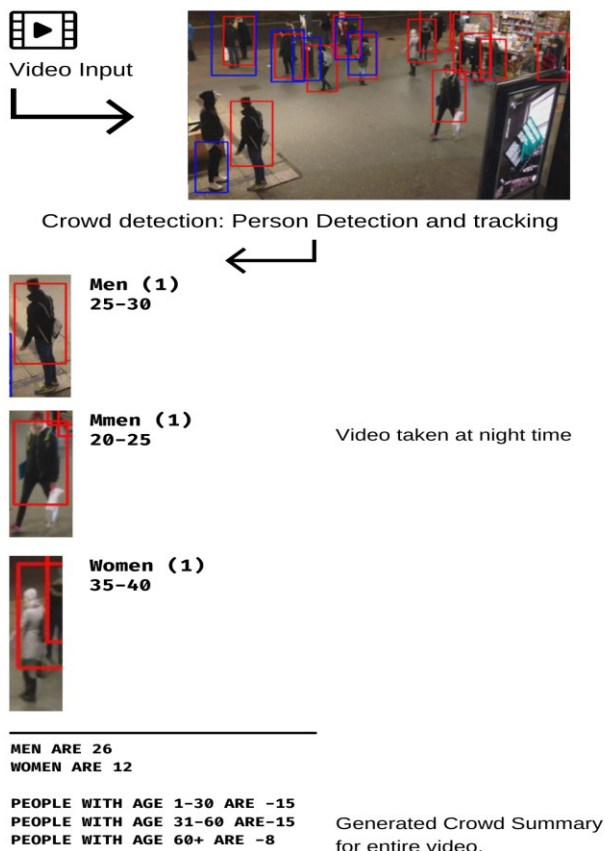 Video Input
Crowd detection: Person Detection and tracking
Men (1)
25-30
Mmen (1)
20-25
Video taken at night time
Women (1)
35-40
MEN ARE 26
WOMEN ARE 12
PEOPLE WITH AGE 1-30 ARE -15
PEOPLE WITH AGE 31-60 ARE-15
PEOPLE WITH AGE 60+ ARE -8
Generated Crowd Summary
for entire video.